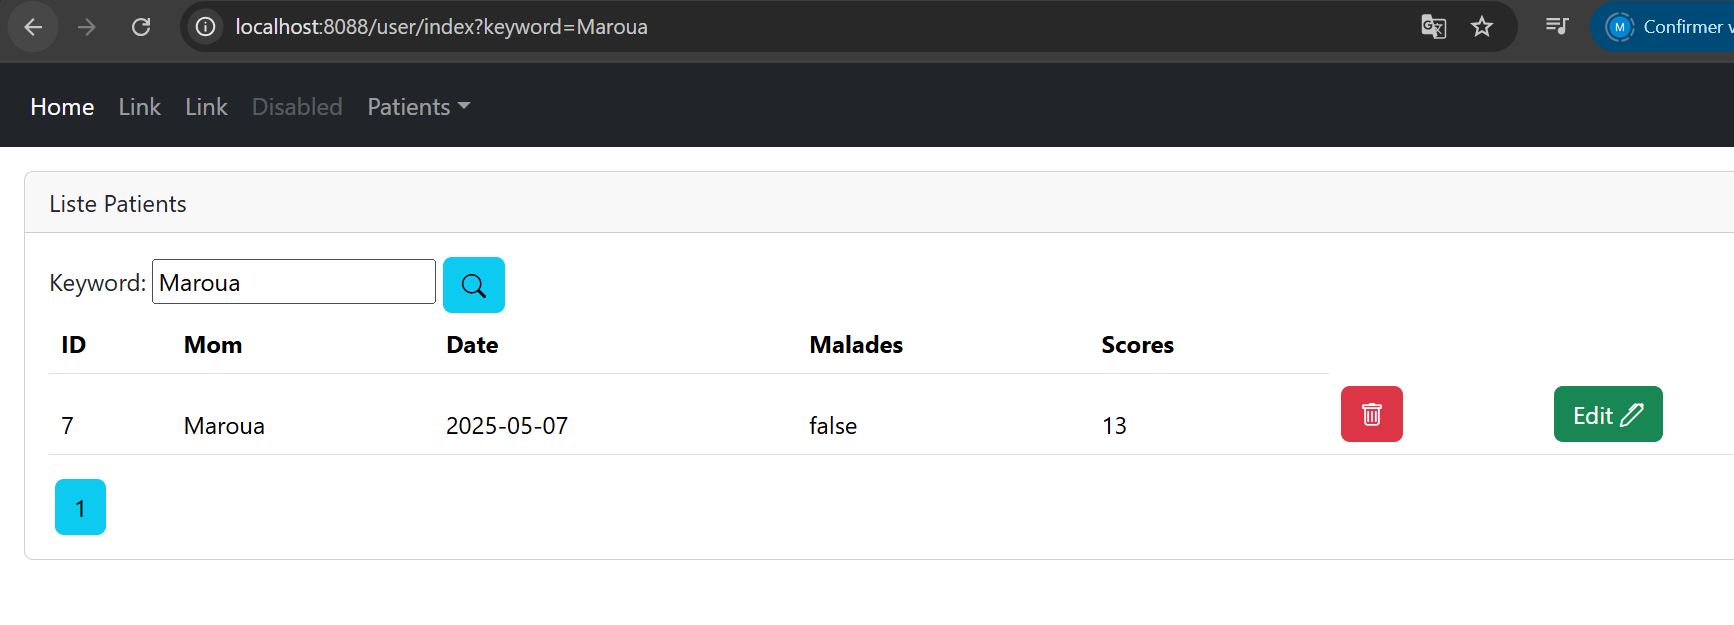 localhost:8088/user/index?keyword=Maroua
M Confirmer
Home Link Link Disabled Patients
Liste Patients
Keyword: Maroua
ID Mom Date Malades Scores
7 Maroua 2025-05-07 false 13 Edit
1